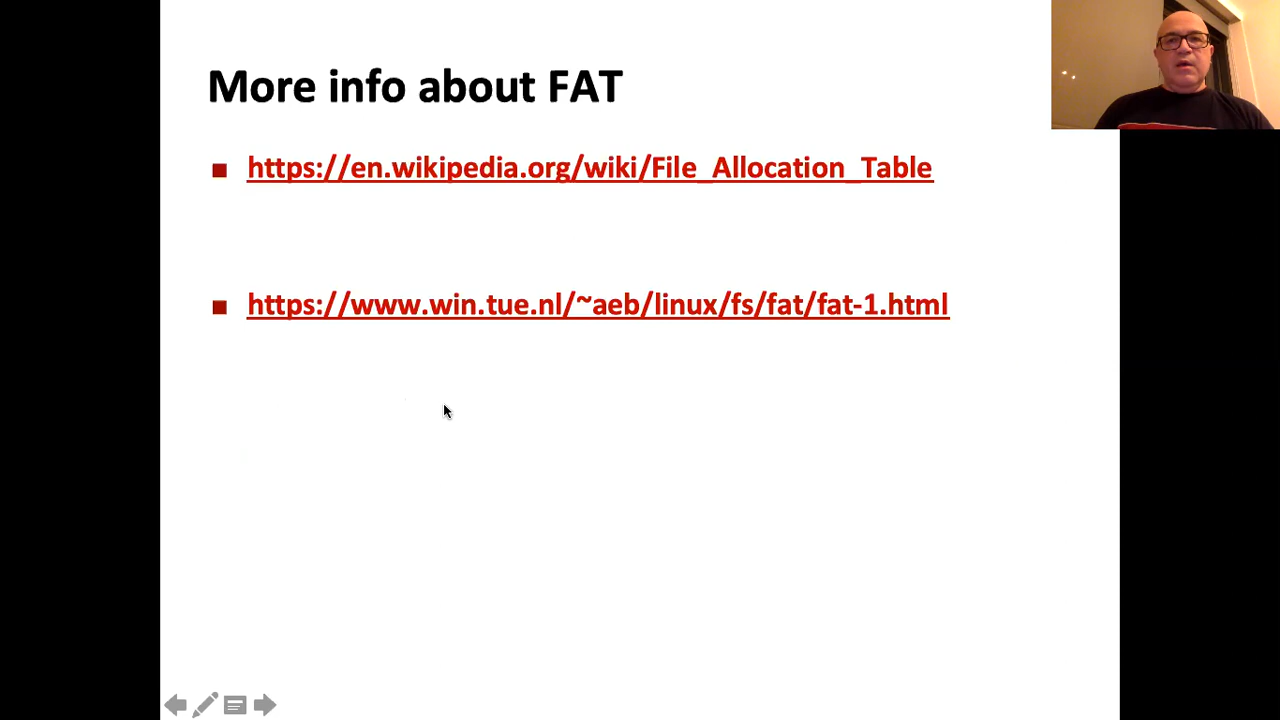 More info about FAT
https://en.wikipedia.org/wiki/File_Allocation_Table
https://www.win.tue.nl/~aeb/linux/fs/fat/fat-1.html